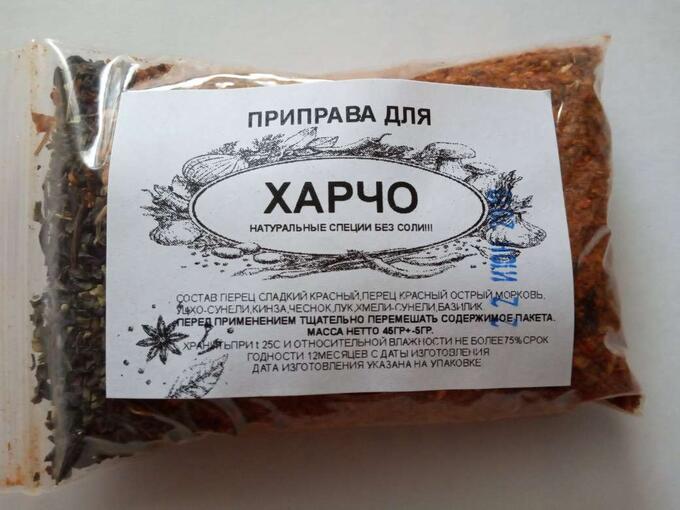 ПРИПРАВА ДЛЯ
ХАРЧО
НАТУРАЛЬНЫЕ СПЕЦИИ БЕЗ СОЛИ!!!
СОСТАВ:ПЕРЕЦ СЛАДКИЙ КРАСНЫЙ,ПЕРЕЦ КРАСНЫЙ ОСТРЫЙ,МОРКОВЬ,
УЦХО-СУНЕЛИ,КИНЗА,ЧЕСНОК,ЛУК,ХМЕЛИ-СУНЕЛИ,БАЗИЛИК.
ПЕРЕД ПРИМЕНЕНИЕМ ТЩАТЕЛЬНО ПЕРЕМЕШАТЬ СОДЕРЖИМОЕ ПАКЕТА.
МАССА НЕТТО 45ГР+-5ГР.
ХРАНИТЬ ПРИ t 25С И ОТНОСИТЕЛЬНОЙ ВЛАЖНОСТИ НЕ БОЛЕЕ 75% СРОК
ГОДНОСТИ 12МЕСЯЦЕВ С ДАТЫ ИЗГОТОВЛЕНИЯ
ДАТА ИЗГОТОВЛЕНИЯ УКАЗАНА НА УПАКОВКЕ